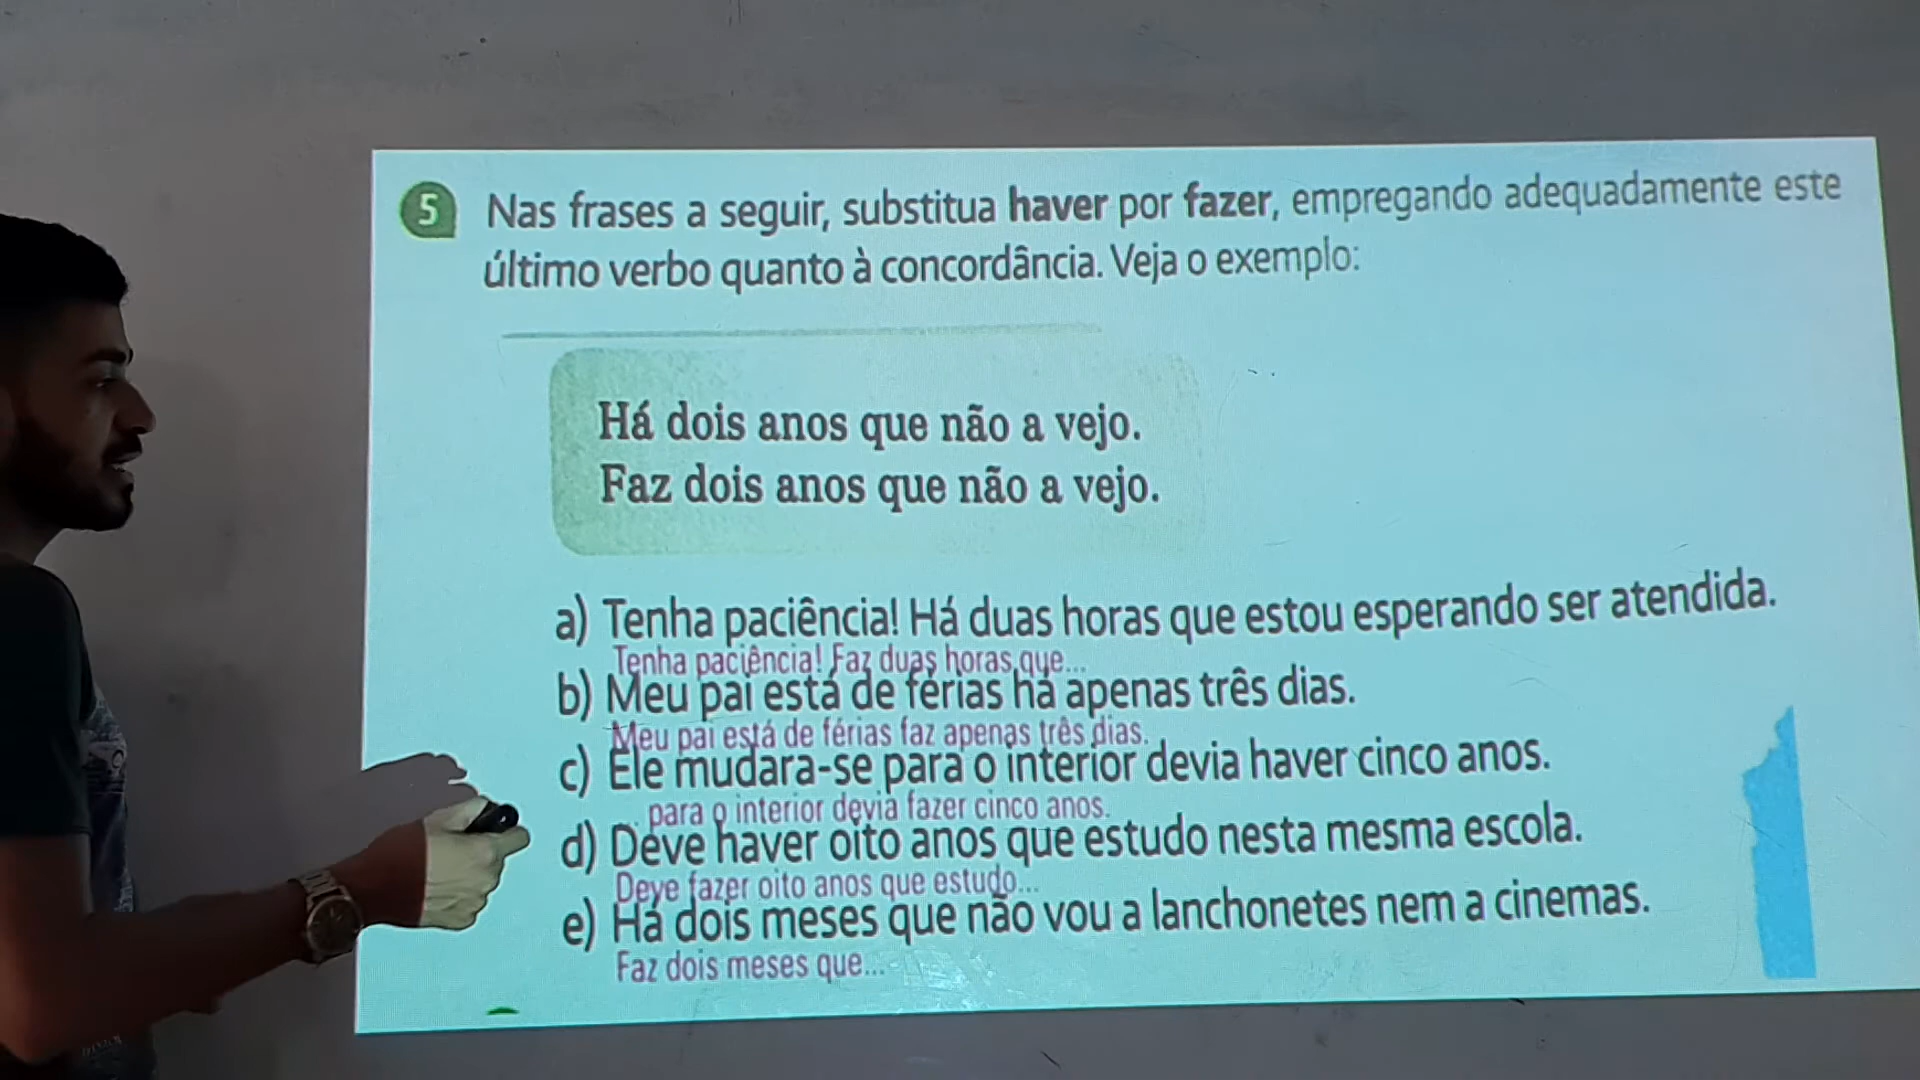 5 Nas frases a seguir, substitua haver por fazer, empregando adequadamente este
último verbo quanto à concordância. Veja o exemplo:
Há dois anos que não a vejo.
Faz dois anos que não a vejo.
a) Tenha paciência! Há duas horas que estou esperando ser atendida.
Tenha paciência! Faz duas horas que...
b) Meu pai está de férias há apenas três dias.
Meu pai está de férias faz apenas três dias.
c) Ele mudara-se para o interior devia haver cinco anos.
... para o interior devia fazer cinco anos.
d) Deve haver oito anos que estudo nesta mesma escola.
Deve fazer oito anos que estudo...
e) Há dois meses que não vou a lanchonetes nem a cinemas.
Faz dois meses que...